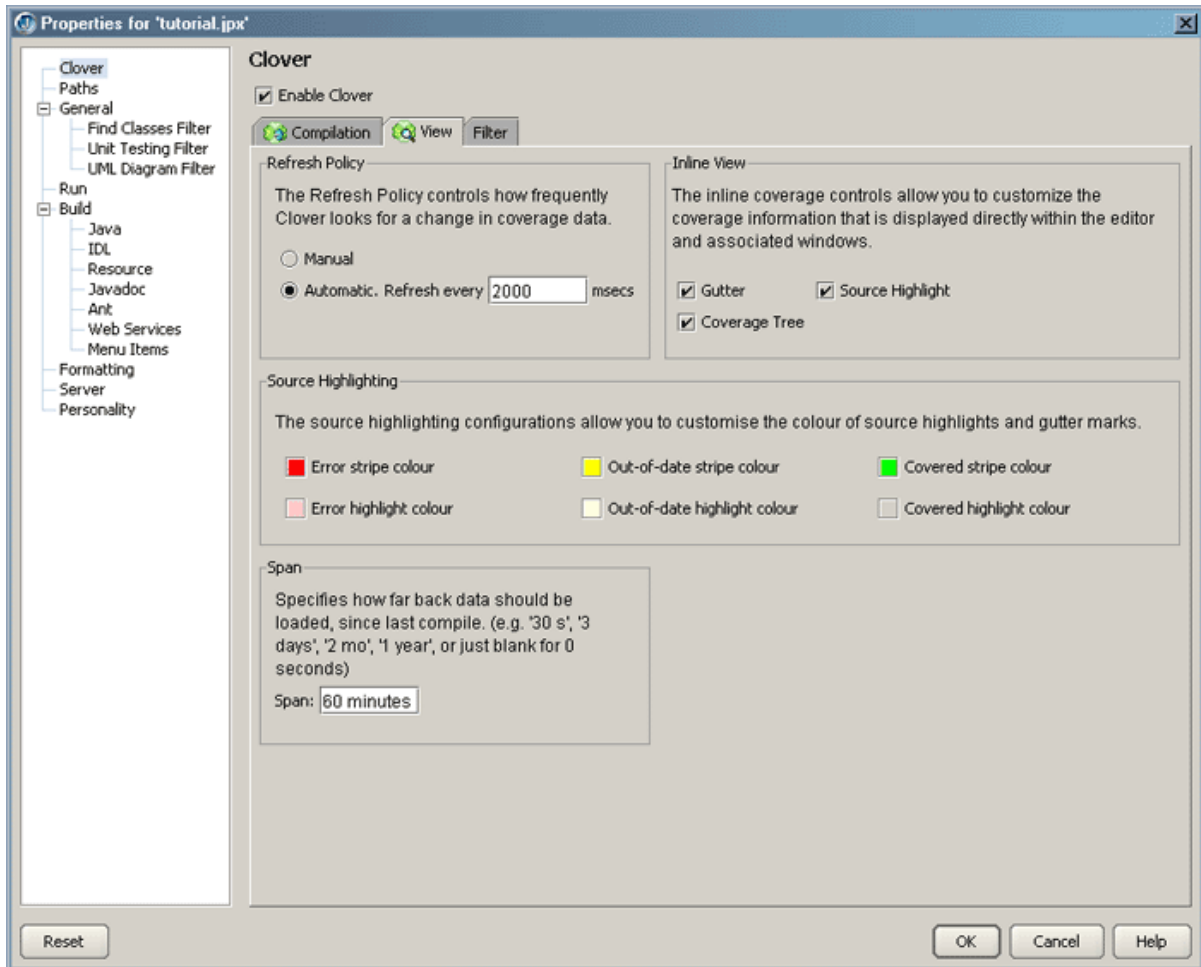 Properties for 'tutorial.jpx'
Clover
Paths
General
Find Classes Filter
Unit Testing Filter
UML Diagram Filter
Run
Build
Java
IDL
Resource
Javadoc
Ant
Web Services
Menu Items
Formatting
Server
Personality
Clover
Enable Clover
Compilation
View
Filter
Refresh Policy
The Refresh Policy controls how frequently
Clover looks for a change in coverage data.
Manual
Automatic. Refresh every 2000 msecs
Inline View
The inline coverage controls allow you to customize the
coverage information that is displayed directly within the editor
and associated windows.
Gutter
Source Highlight
Coverage Tree
Source Highlighting
The source highlighting configurations allow you to customise the colour of source highlights and gutter marks.
Error stripe colour
Out-of-date stripe colour
Covered stripe colour
Error highlight colour
Out-of-date highlight colour
Covered highlight colour
Span
Specifies how far back data should be
loaded, since last compile. (e.g. '30 s', '3
days', '2 mo', '1 year', or just blank for 0
seconds)
Span: 60 minutes
Reset
OK
Cancel
Help